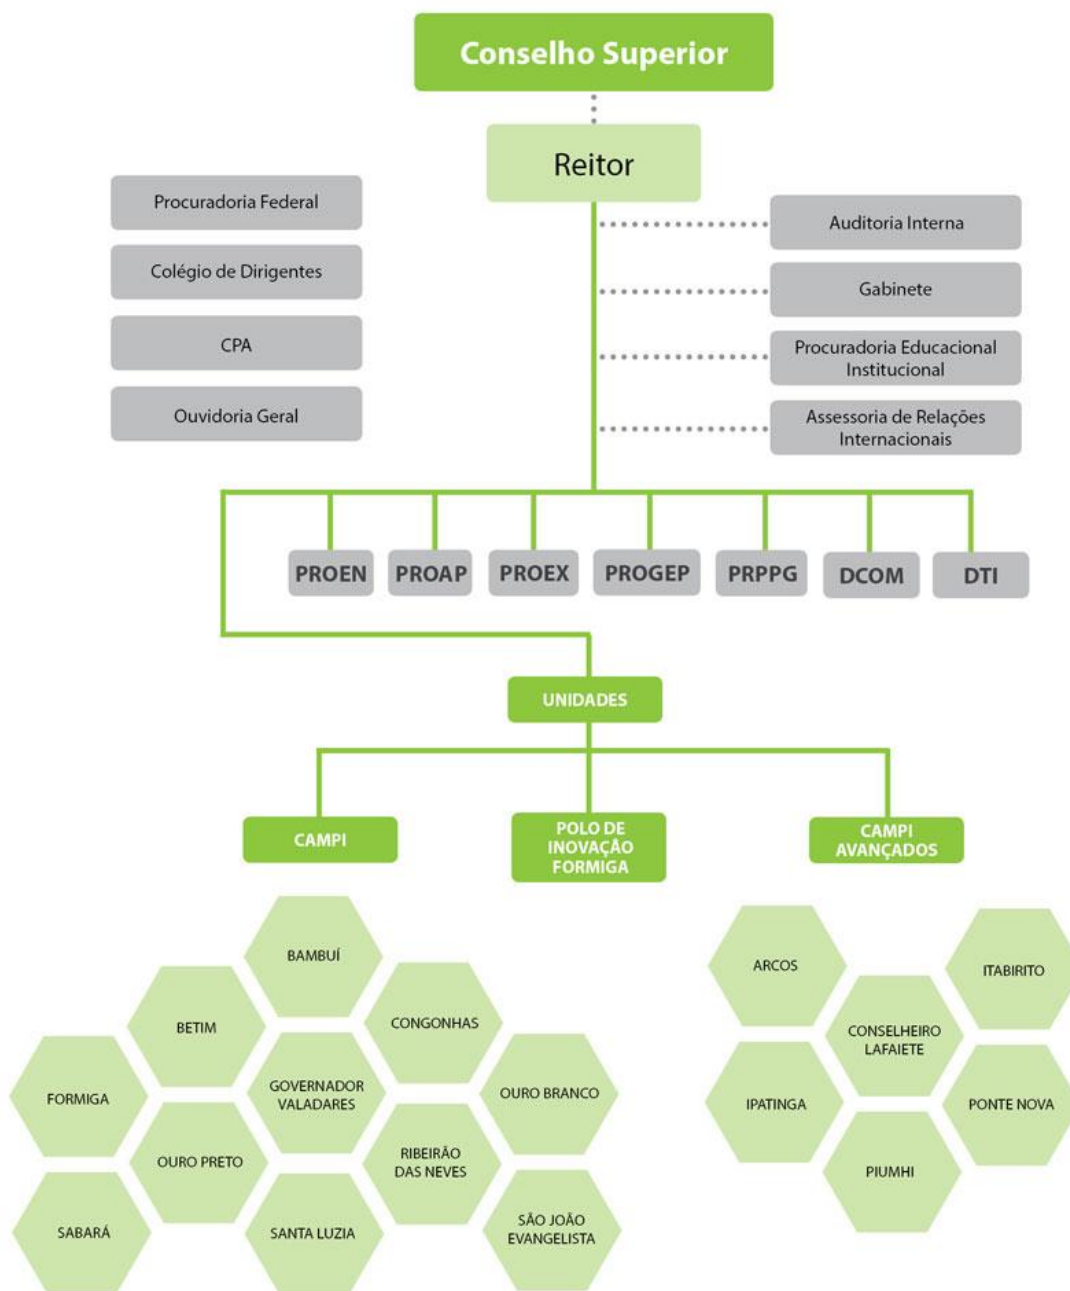 Conselho Superior
Reitor
Procuradoria Federal
Colégio de Dirigentes
CPA
Ouvidoria Geral
Auditoria Interna
Gabinete
Procuradoria Educacional
Institucional
Assessoria de Relações
Internacionais
PROEN
PROAP
PROEX
PROGEP
PRPPG
DCOM
DTI
UNIDADES
CAMPI
POLO DE
INOVAÇÃO
FORMIGA
CAMPI
AVANÇADOS
BAMBUÍ
BETIM
CONGONHAS
FORMIGA
GOVERNADOR
VALADARES
OURO BRANCO
OURO PRETO
RIBEIRÃO
DAS NEVES
SABARÁ
SANTA LUZIA
SÃO JOÃO
EVANGELISTA
ARCOS
ITABIRITO
CONSELHEIRO
LAFAIETE
IPATINGA
PONTE NOVA
PIUMHI